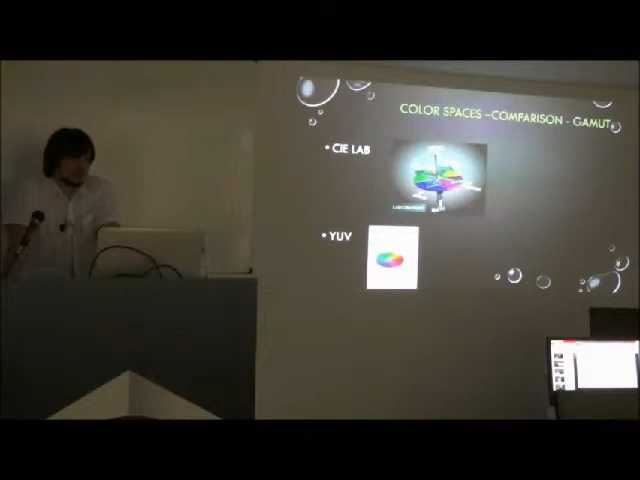 COLOR SPACES –COMPARISON - GAMUT
• CIE LAB
• YUV